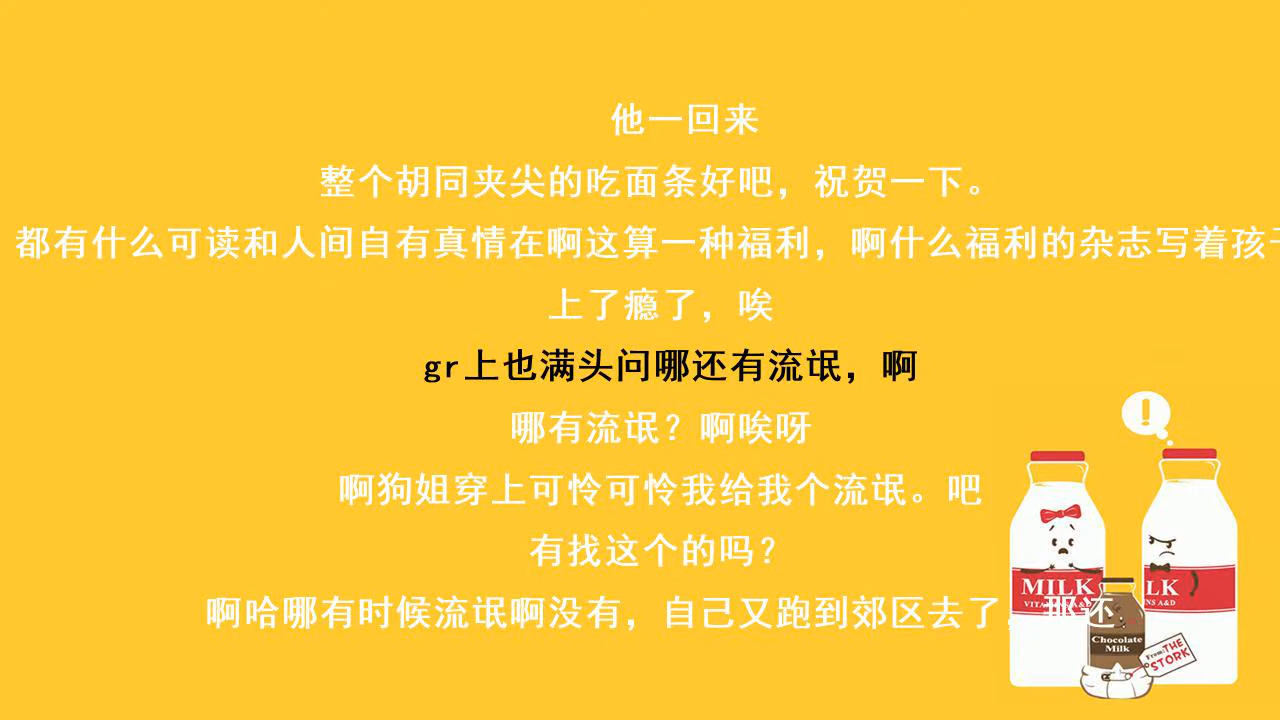 他一回来
整个胡同夹尖的吃面条好吧，祝贺一下。
都有什么可读和人间自有真情在啊这算一种福利，啊什么福利的杂志写着孩
上了瘾了，唉
gr上也满头问哪还有流氓，啊
哪有流氓？啊唉呀
啊狗姐穿上可怜可怜我给我个流氓。吧
有找这个的吗？
啊哈哪有时候流氓啊没有，自己又跑到郊区去了，那还
!
MILK
VITAMINS A&D
LK
NS A&D
Chocolate
Milk
From: THE
STORK